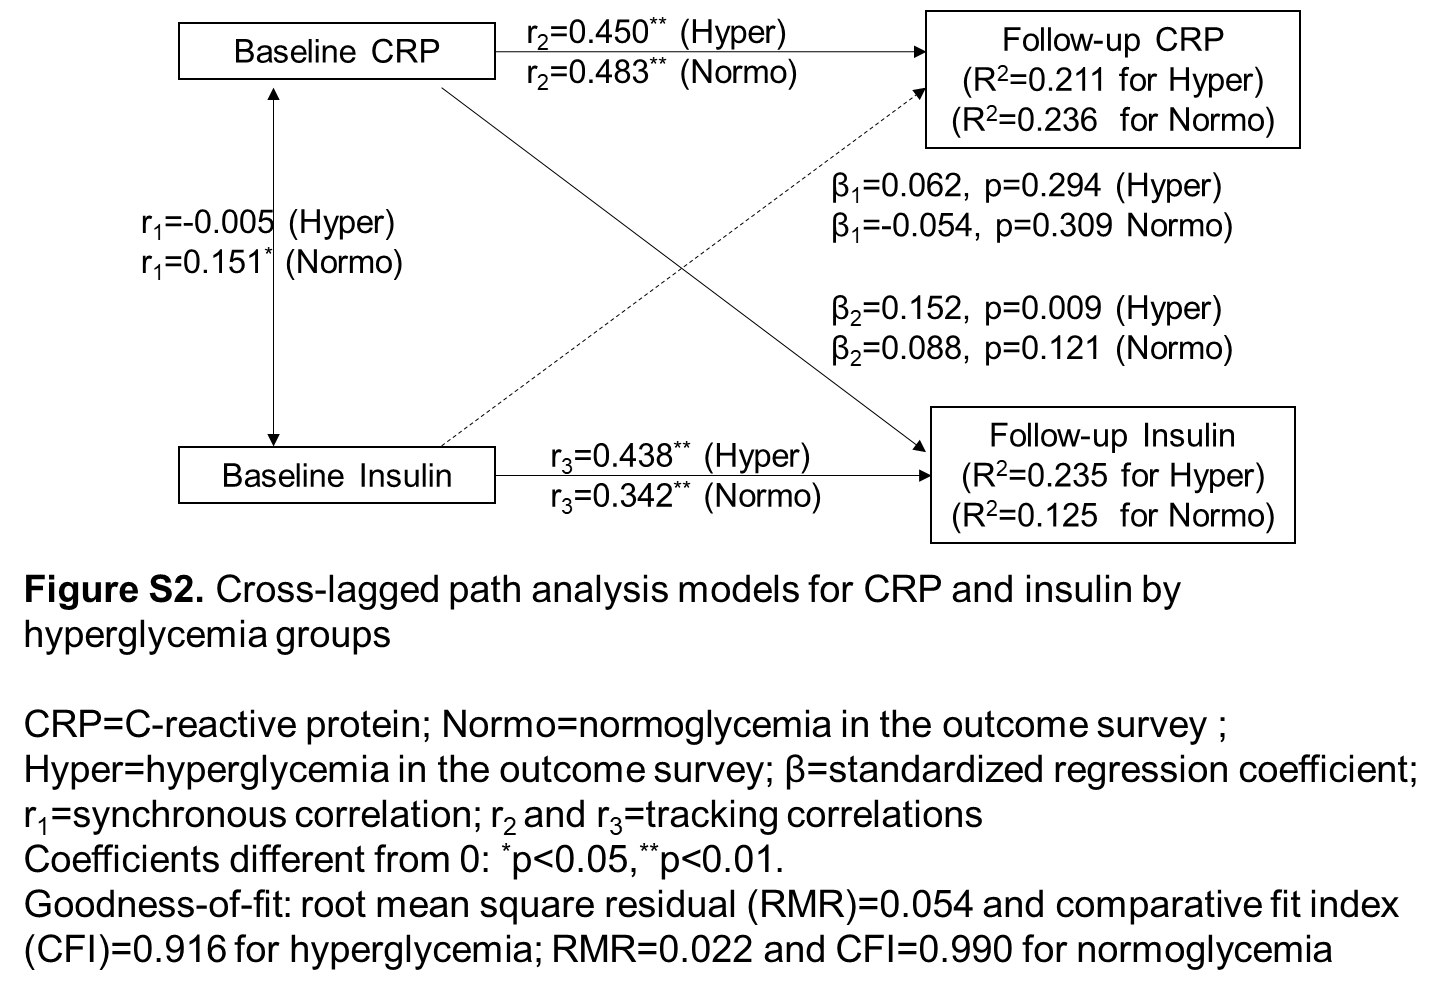 Baseline CRP
r₂=0.450** (Hyper)
r₂=0.483** (Normo)
Follow-up CRP
(R²=0.211 for Hyper)
(R²=0.236 for Normo)
β₁=0.062, p=0.294 (Hyper)
β₁=-0.054, p=0.309 Normo)
r₁=-0.005 (Hyper)
r₁=0.151* (Normo)
β₂=0.152, p=0.009 (Hyper)
β₂=0.088, p=0.121 (Normo)
Baseline Insulin
r₃=0.438** (Hyper)
r₃=0.342** (Normo)
Follow-up Insulin
(R²=0.235 for Hyper)
(R²=0.125 for Normo)
Figure S2. Cross-lagged path analysis models for CRP and insulin by
hyperglycemia groups
CRP=C-reactive protein; Normo=normoglycemia in the outcome survey ;
Hyper=hyperglycemia in the outcome survey; β=standardized regression coefficient;
r₁=synchronous correlation; r₂ and r₃=tracking correlations
Coefficients different from 0: *p<0.05,**p<0.01.
Goodness-of-fit: root mean square residual (RMR)=0.054 and comparative fit index
(CFI)=0.916 for hyperglycemia; RMR=0.022 and CFI=0.990 for normoglycemia